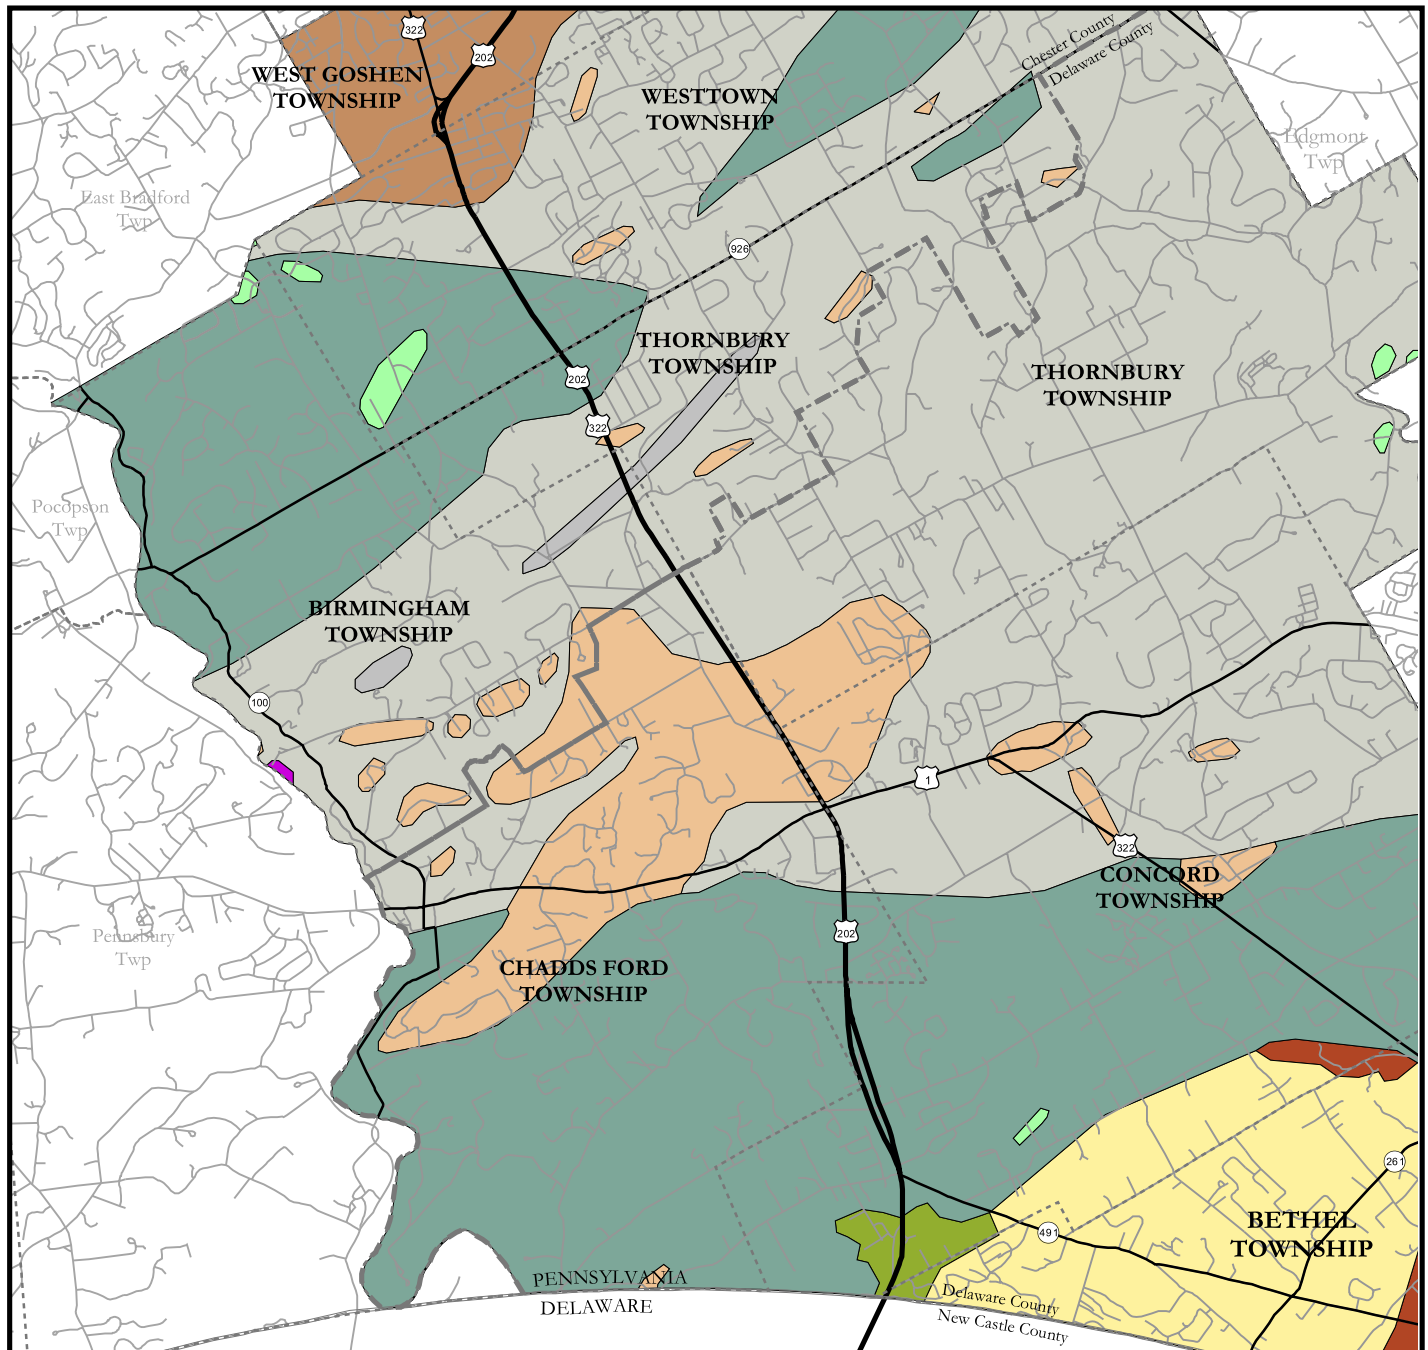 322
202
Chester County
Delaware County
WEST GOSHEN
TOWNSHIP
WESTTOWN
TOWNSHIP
Edgmont
Twp
East Bradford
Twp
926
THORNBURY
TOWNSHIP
THORNBURY
TOWNSHIP
202
322
Pocopson
Twp
BIRMINGHAM
TOWNSHIP
100
1
322
CONCORD
TOWNSHIP
Pennsbury
Twp
202
CHADDS FORD
TOWNSHIP
261
BETHEL
TOWNSHIP
491
PENNSYLVANIA
DELAWARE
Delaware County
New Castle County